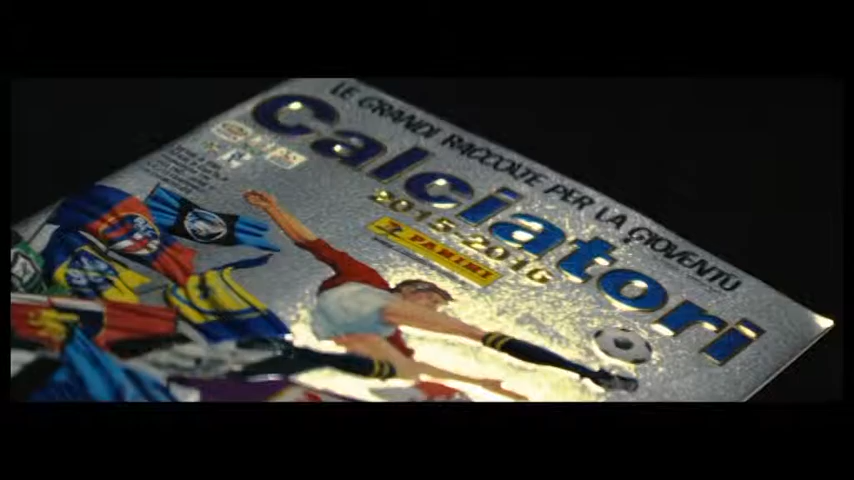 LE GRANDI RACCOLTE PER LA GIOVENTÙ
Calciatori
2015-2016
PANINI